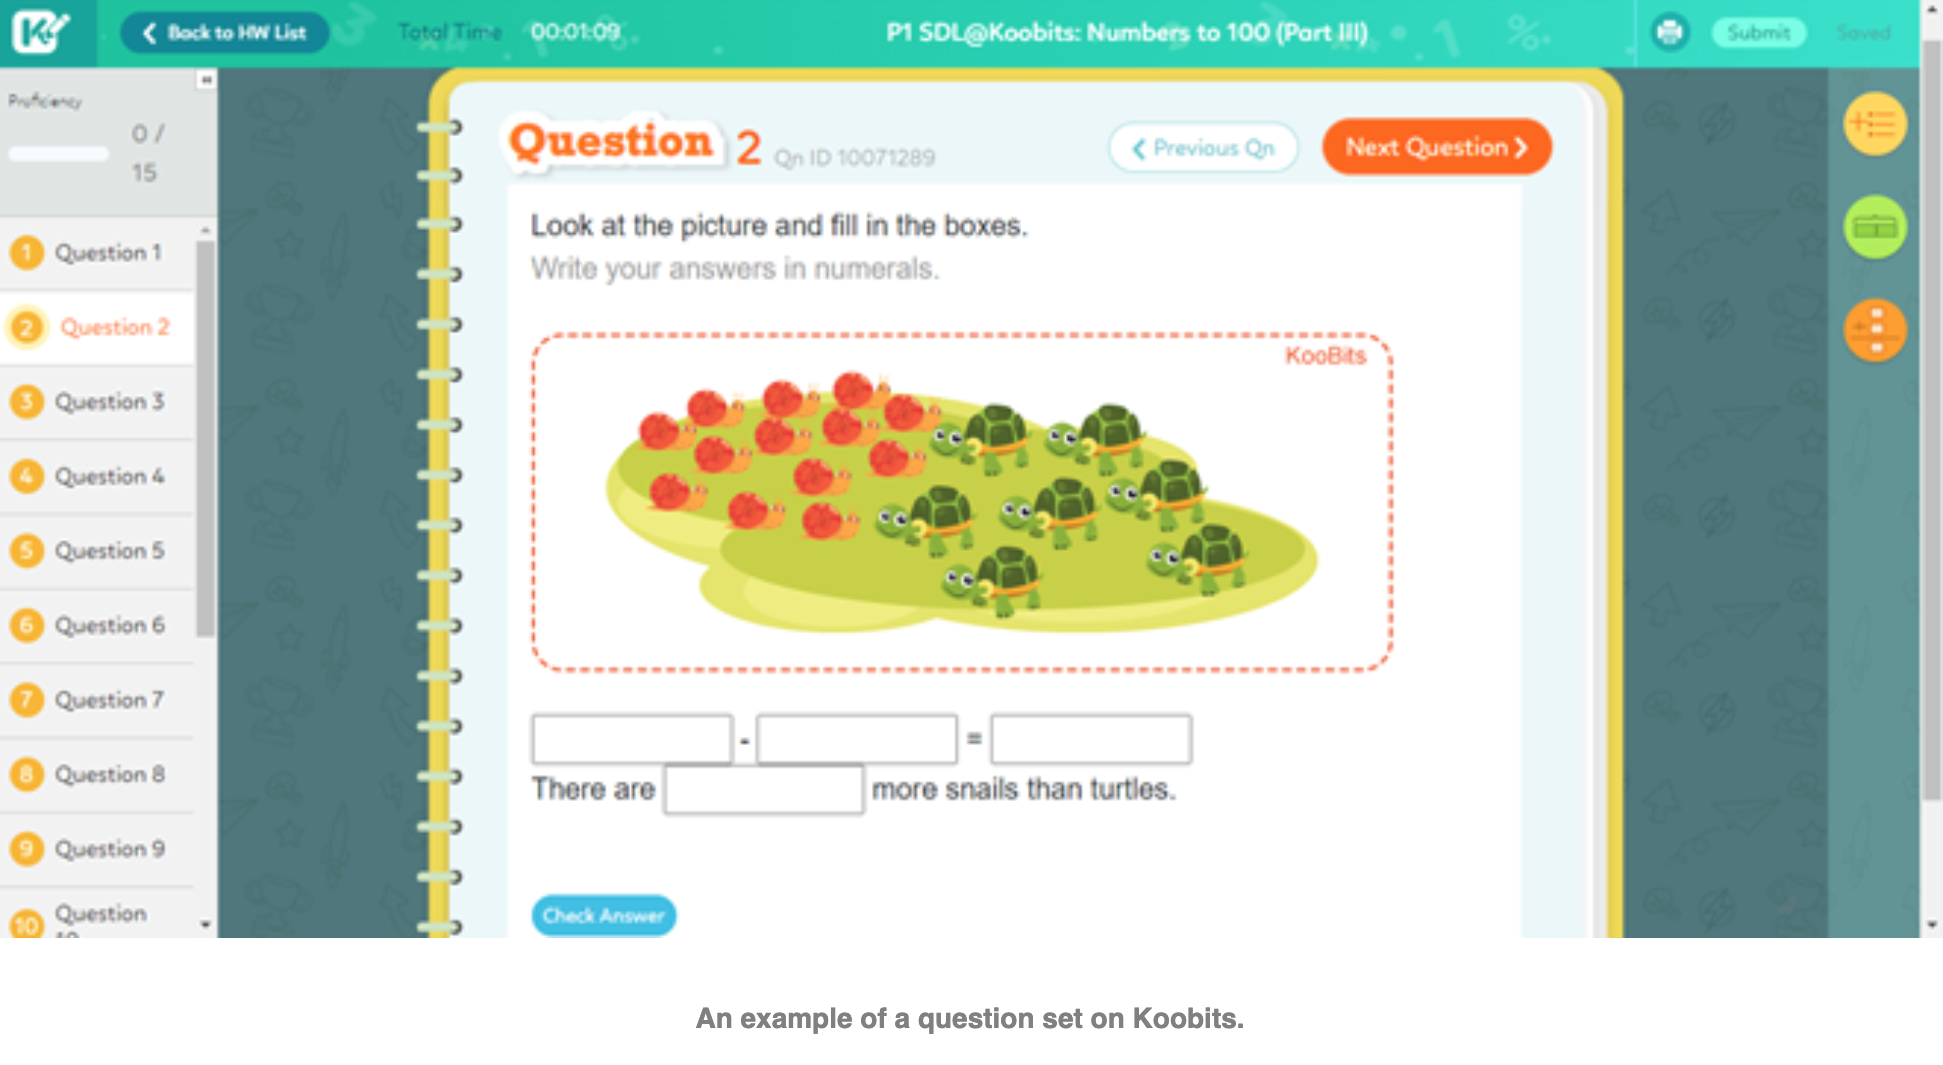 Back to HW List
Total Time
00:01:09
P1 SDL@Koobits: Numbers to 100 (Part III)
Submit
Saved
Proficiency
0 /
15
1 Question 1
2 Question 2
3 Question 3
4 Question 4
5 Question 5
6 Question 6
7 Question 7
8 Question 8
9 Question 9
10 Question
Question 2 Qn ID 10071289
Previous Qn
Next Question
Look at the picture and fill in the boxes.
Write your answers in numerals.
KooBits
- =
There are more snails than turtles.
Check Answer
An example of a question set on Koobits.